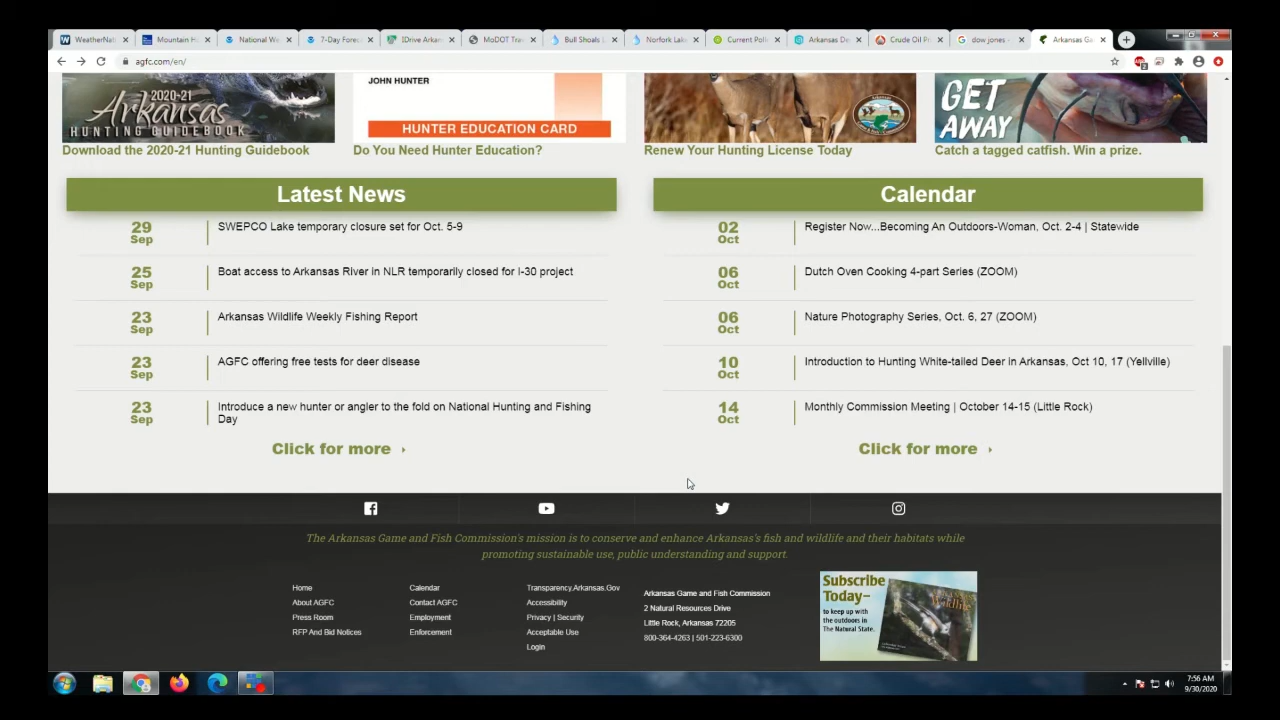 WeatherNat
Mountain H
National We
7-Day Forec
IDrive Arkan
MoDOT Trav
Bull Shoals L
Norfork Lake
Current Poll
Arkansas De
Crude Oil Pr
dow jones -
Arkansas Ga
agfc.com/en/
2020-21
Arkansas
HUNTING GUIDEBOOK
JOHN HUNTER
HUNTER EDUCATION CARD
GET
AWAY
Download the 2020-21 Hunting Guidebook
Do You Need Hunter Education?
Renew Your Hunting License Today
Catch a tagged catfish. Win a prize.
Latest News
29
Sep
SWEPCO Lake temporary closure set for Oct. 5-9
25
Sep
Boat access to Arkansas River in NLR temporarily closed for I-30 project
23
Sep
Arkansas Wildlife Weekly Fishing Report
23
Sep
AGFC offering free tests for deer disease
23
Sep
Introduce a new hunter or angler to the fold on National Hunting and Fishing
Day
Click for more
Calendar
02
Oct
Register Now...Becoming An Outdoors-Woman, Oct. 2-4 | Statewide
06
Oct
Dutch Oven Cooking 4-part Series (ZOOM)
06
Oct
Nature Photography Series, Oct. 6, 27 (ZOOM)
10
Oct
Introduction to Hunting White-tailed Deer in Arkansas, Oct 10, 17 (Yellville)
14
Oct
Monthly Commission Meeting | October 14-15 (Little Rock)
Click for more
The Arkansas Game and Fish Commission's mission is to conserve and enhance Arkansas's fish and wildlife and their habitats while
promoting sustainable use, public understanding and support.
Home
About AGFC
Press Room
RFP And Bid Notices
Calendar
Contact AGFC
Employment
Enforcement
Transparency.Arkansas.Gov
Accessibility
Privacy | Security
Acceptable Use
Login
Arkansas Game and Fish Commission
2 Natural Resources Drive
Little Rock, Arkansas 72205
800-364-4263 | 501-223-6300
Subscribe
Today–
to keep up with
the outdoors in
The Natural State.
Wildlife
7:56 AM
9/30/2020